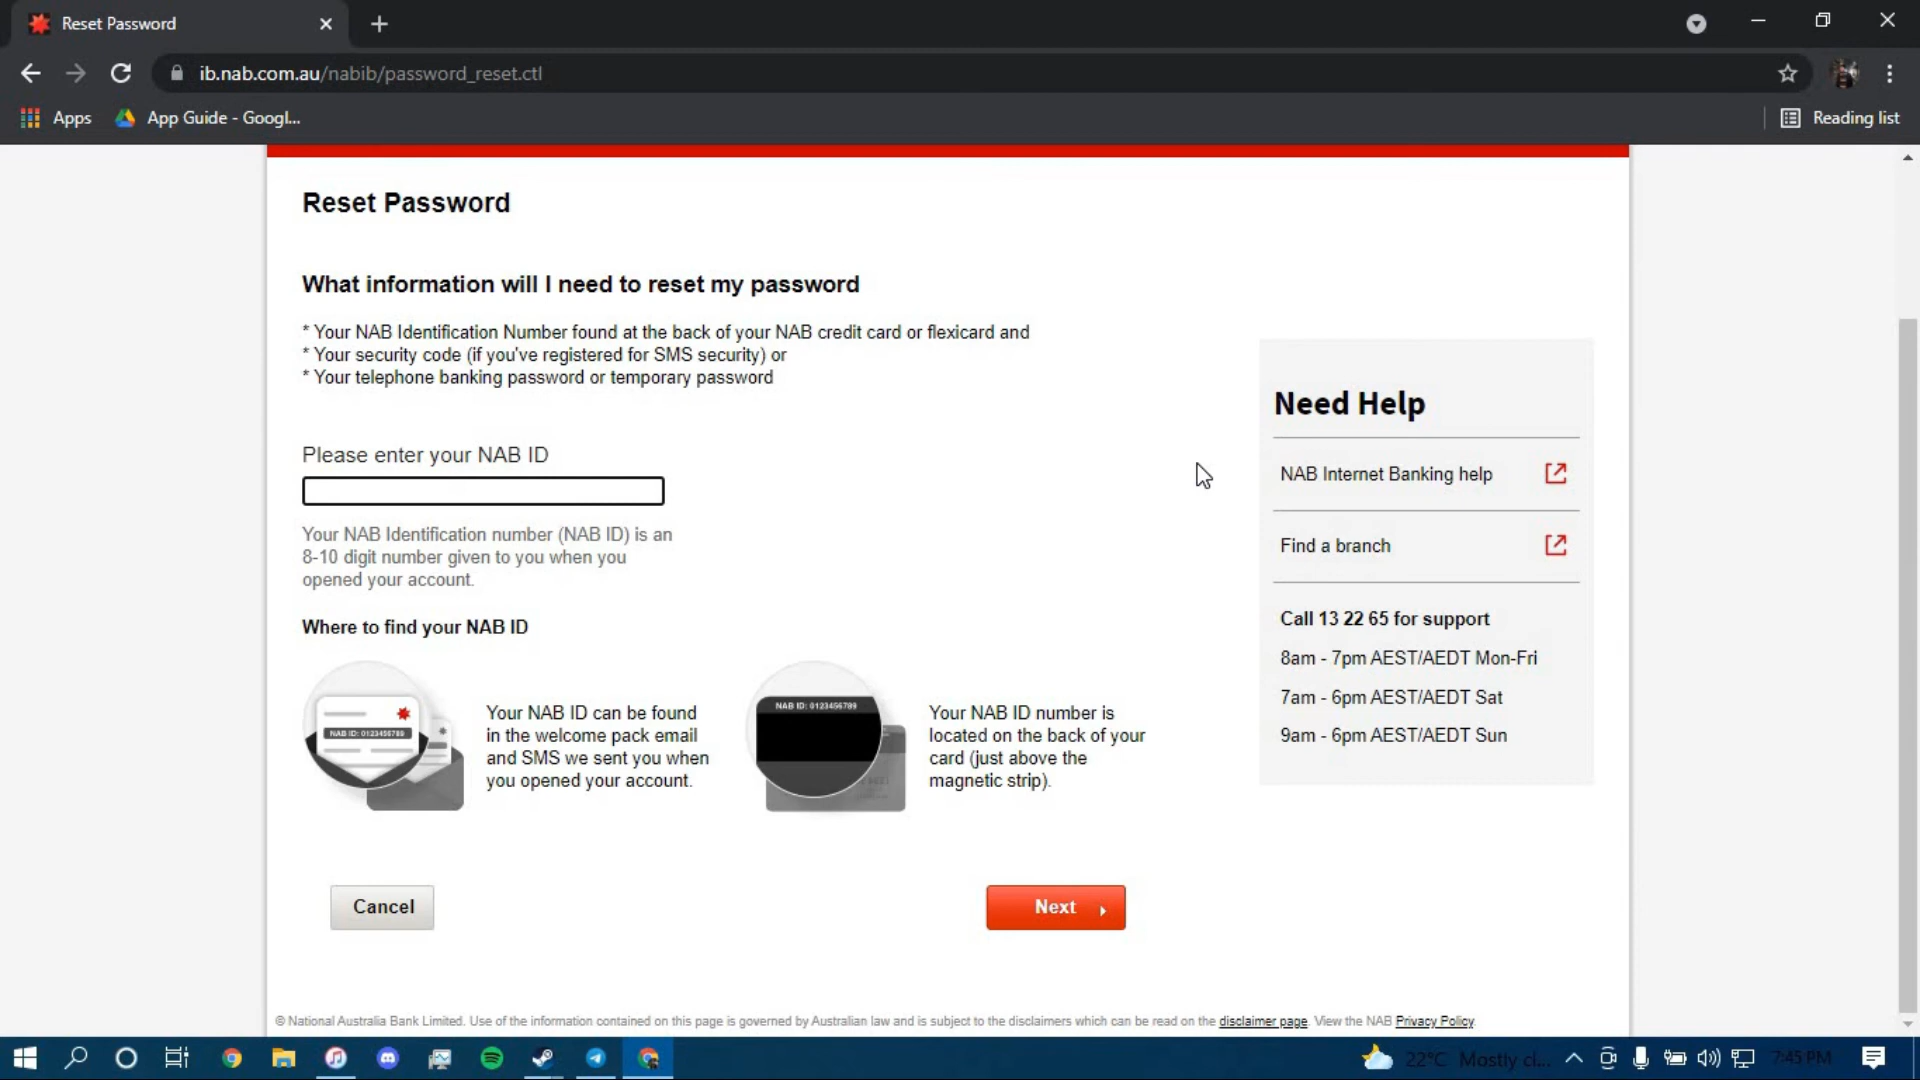 Reset Password
ib.nab.com.au/nabib/password_reset.ctl
Apps
App Guide - Googl...
Reading list
Reset Password
What information will I need to reset my password
* Your NAB Identification Number found at the back of your NAB credit card or flexicard and
* Your security code (if you've registered for SMS security) or
* Your telephone banking password or temporary password
Please enter your NAB ID
Your NAB Identification number (NAB ID) is an
8-10 digit number given to you when you
opened your account.
Where to find your NAB ID
NAB ID: 0123456789
Your NAB ID can be found
in the welcome pack email
and SMS we sent you when
you opened your account.
NAB ID: 0123456789
Your NAB ID number is
located on the back of your
card (just above the
magnetic strip).
Cancel
Next
Need Help
NAB Internet Banking help
Find a branch
Call 13 22 65 for support
8am - 7pm AEST/AEDT Mon-Fri
7am - 6pm AEST/AEDT Sat
9am - 6pm AEST/AEDT Sun
© National Australia Bank Limited. Use of the information contained on this page is governed by Australian law and is subject to the disclaimers which can be read on the disclaimer page. View the NAB Privacy Policy.
22°C Mostly cl...
7:45 PM